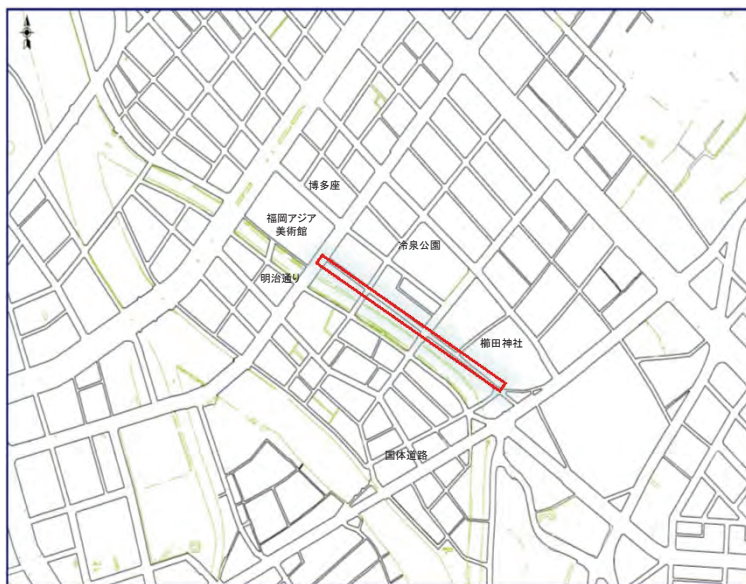 博多座
福岡アジア
美術館
冷泉公園
明治通り
櫛田神社
国体道路